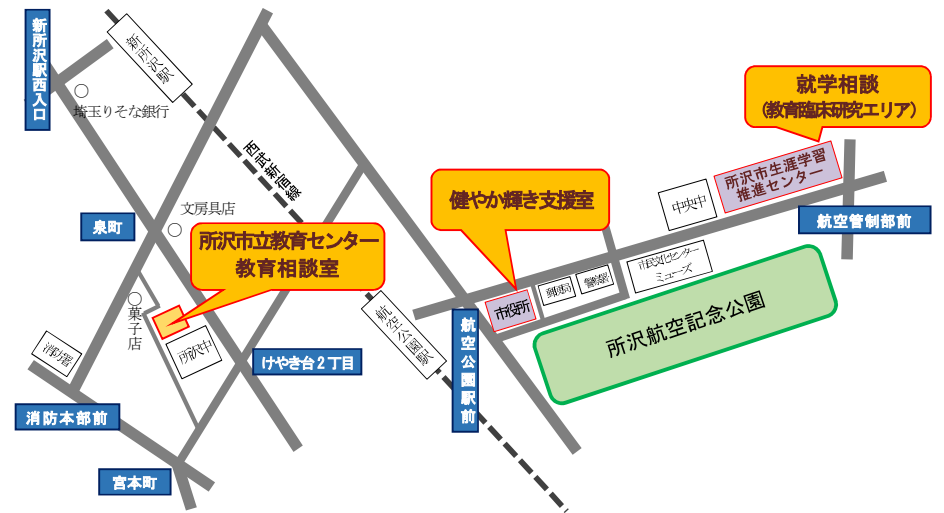 新所沢駅西入口
新所沢駅
埼玉りそな銀行
西武新宿線
就学相談
（教育臨床研究エリア）
所沢市生涯学習
推進センター
中央中
航空管制部前
健やか輝き支援室
文房具店
泉町
所沢市立教育センター
教育相談室
市民文化センター
ミューズ
郵便局
警察署
市役所
所沢航空記念公園
菓子店
所沢中
航空公園駅
航空公園駅前
けやき台２丁目
消防本部前
宮本町